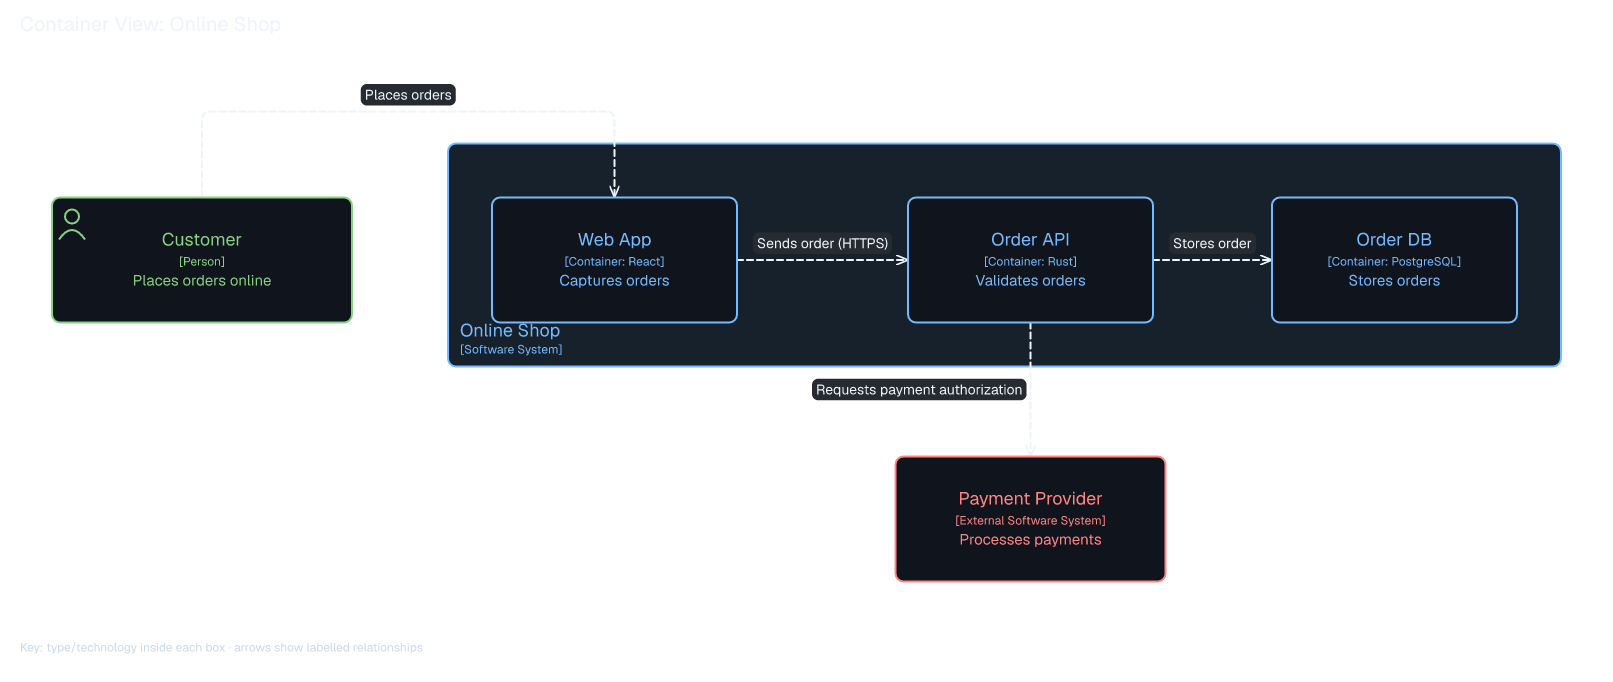 Container View: Online Shop
Places orders
Customer
[Person]
Places orders online
Web App
[Container: React]
Captures orders
Sends order (HTTPS)
Order API
[Container: Rust]
Validates orders
Stores order
Order DB
[Container: PostgreSQL]
Stores orders
Online Shop
[Software System]
Requests payment authorization
Payment Provider
[External Software System]
Processes payments
Key: type/technology inside each box · arrows show labelled relationships